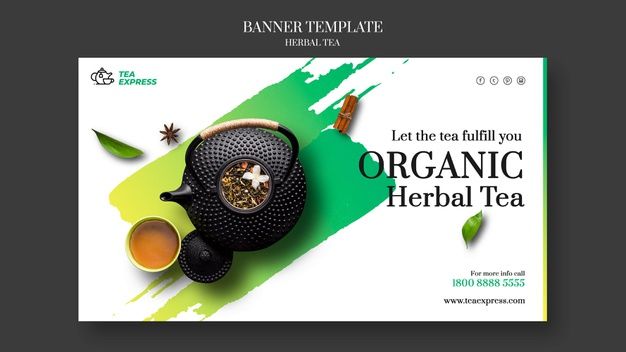 BANNER TEMPLATE
HERBAL TEA
TEA
EXPRESS
Let the tea fulfill you
ORGANIC
Herbal Tea
For more info call
1800 8888 5555
www.teaexpress.com